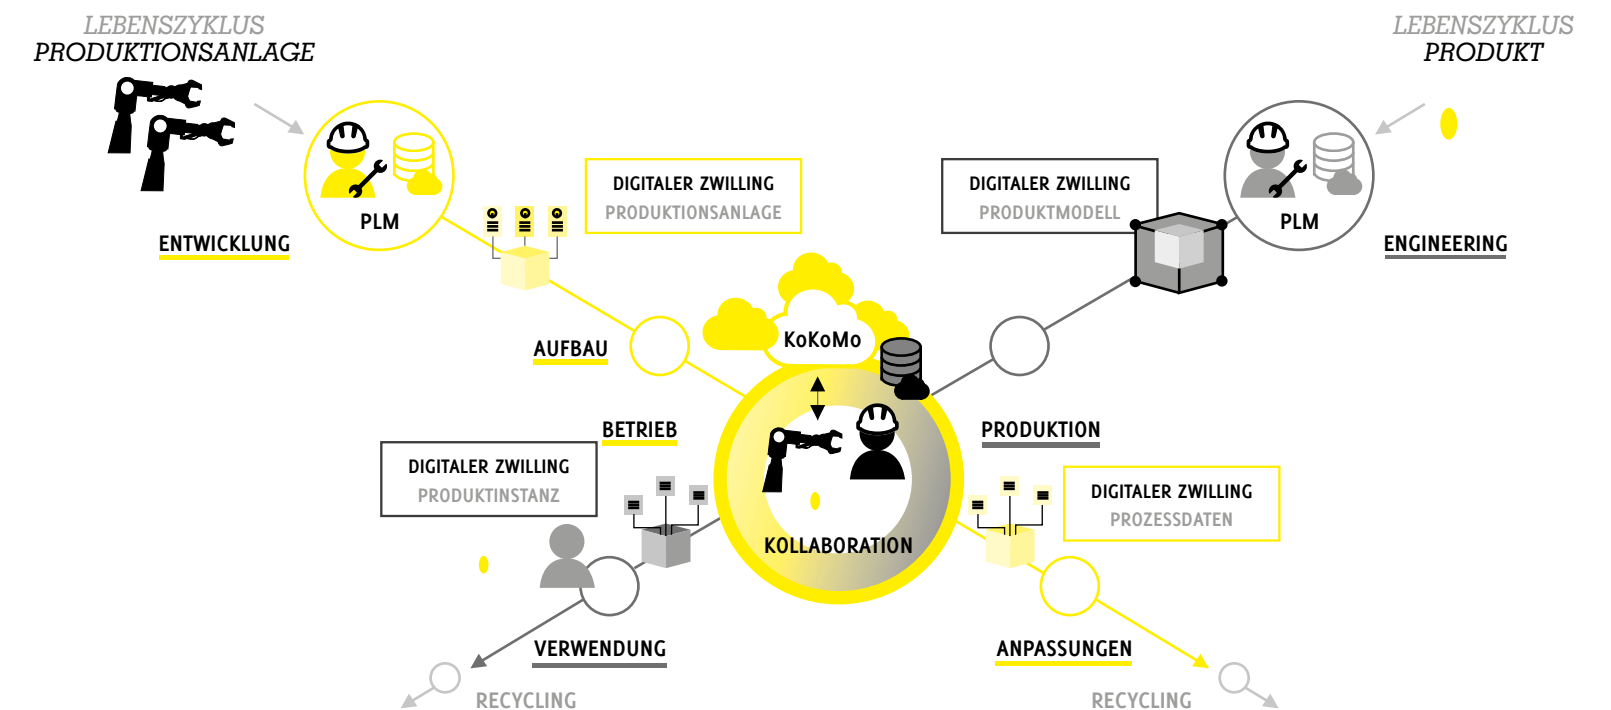 LEBENSZYKLUS
PRODUKTIONSANLAGE
LEBENSZYKLUS
PRODUKT
PLM
ENTWICKLUNG
DIGITALER ZWILLING
PRODUKTIONSANLAGE
DIGITALER ZWILLING
PRODUKTMODELL
PLM
ENGINEERING
AUFBAU
KoKoMo
BETRIEB
PRODUKTION
DIGITALER ZWILLING
PRODUKTINSTANZ
DIGITALER ZWILLING
PROZESSDATEN
KOLLABORATION
VERWENDUNG
ANPASSUNGEN
RECYCLING
RECYCLING